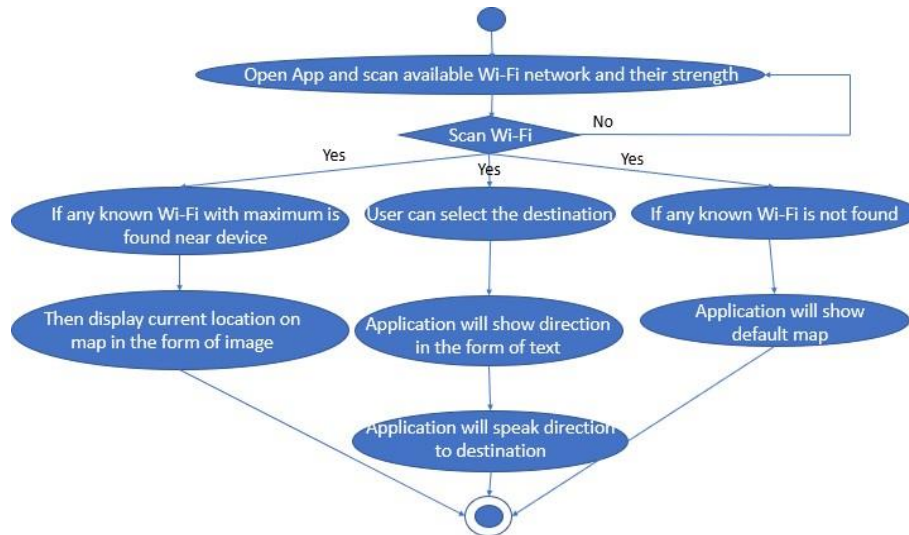 Open App and scan available Wi-Fi network and their strength
Scan Wi-Fi
No
Yes
Yes
Yes
If any known Wi-Fi with maximum is
found near device
User can select the destination
If any known Wi-Fi is not found
Then display current location on
map in the form of image
Application will show direction
in the form of text
Application will show
default map
Application will speak direction
to destination